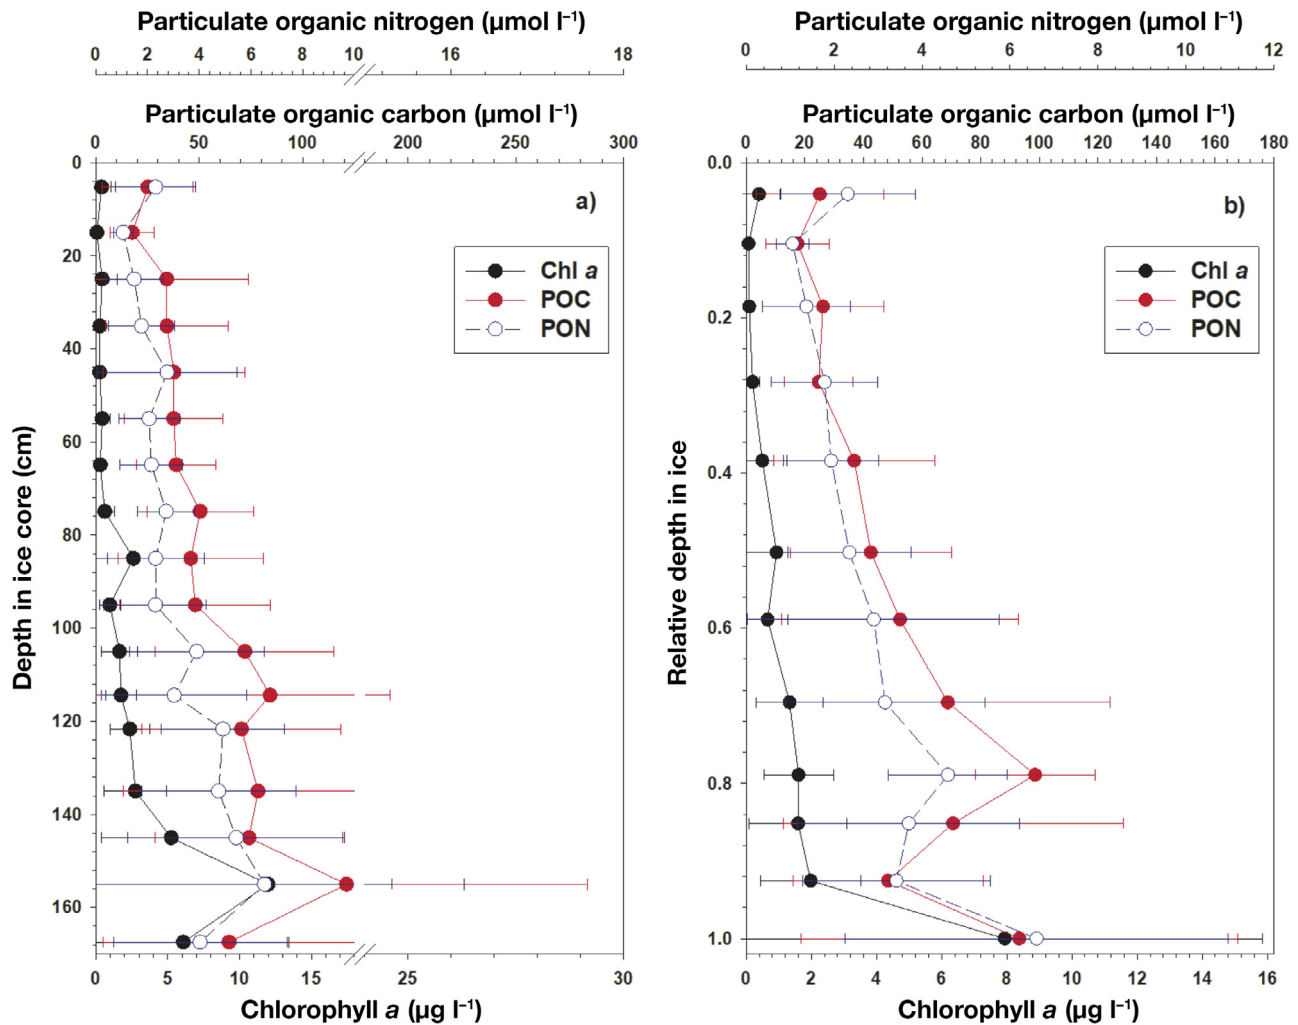 Particulate organic nitrogen (µmol l⁻¹)
0 2 4 6 8 10 16 18
Particulate organic carbon (µmol l⁻¹)
0 50 100 200 250 300
a)
Chl a
POC
PON
Depth in ice core (cm)
0
20
40
60
80
100
120
140
160
0 5 10 15 25 30
Chlorophyll a (µg l⁻¹)
Particulate organic nitrogen (µmol l⁻¹)
0 2 4 6 8 10 12
Particulate organic carbon (µmol l⁻¹)
0 20 40 60 80 100 120 140 160 180
b)
Chl a
POC
PON
Relative depth in ice
0.0
0.2
0.4
0.6
0.8
1.0
0 2 4 6 8 10 12 14 16
Chlorophyll a (µg l⁻¹)